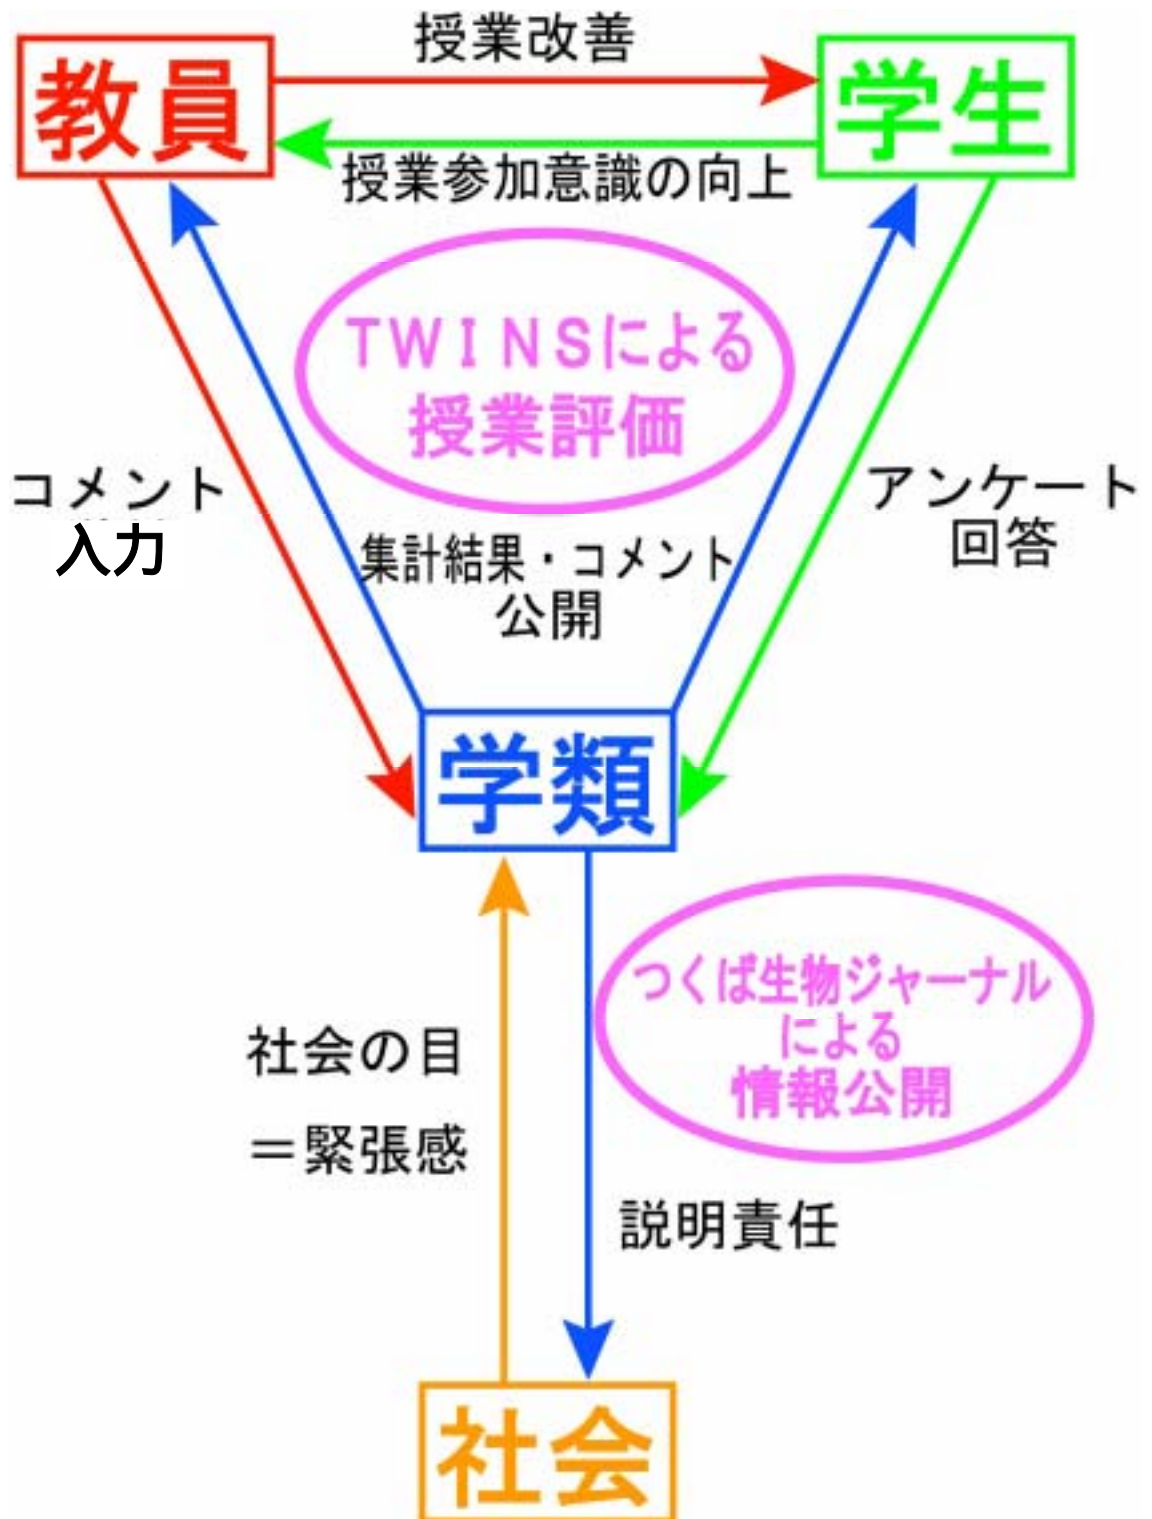 授業改善
教員
学生
授業参加意識の向上
ＴＷＩＮＳによる
授業評価
コメント
入力
アンケート
回答
集計結果・コメント
公開
学類
つくば生物ジャーナル
による
情報公開
社会の目
＝緊張感
説明責任
社会